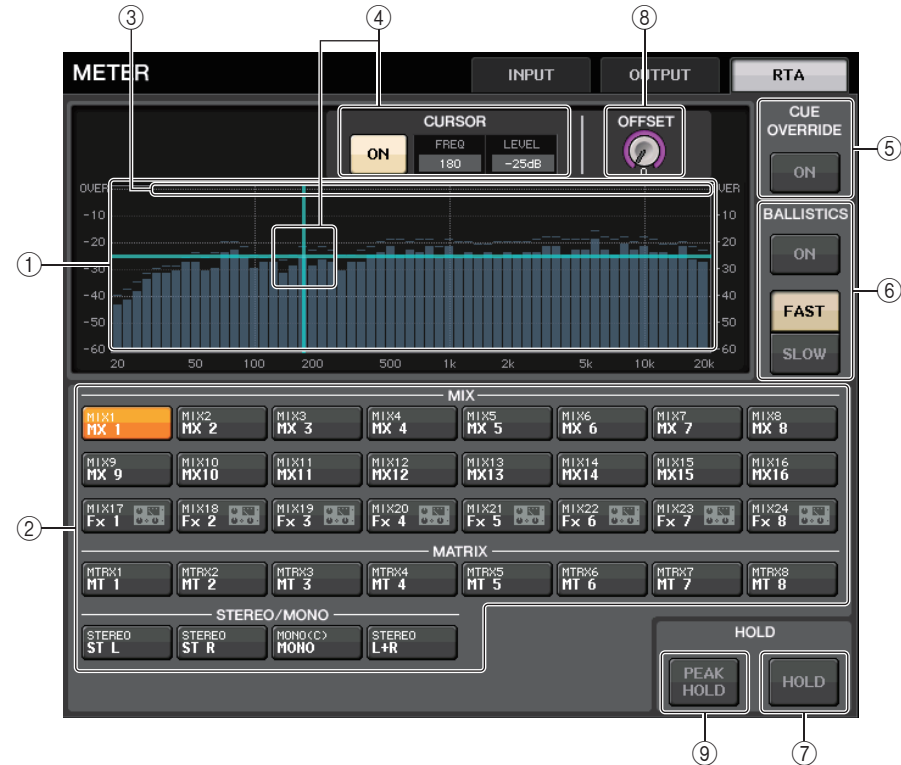 ③ ④ ⑧
METER INPUT OUTPUT RTA
CURSOR
ON FREQ 180 LEVEL -25dB
OFFSET
0
CUE OVERRIDE
ON
⑤
OVER OVER
-10 -10
-20 -20
-30 -30
-40 -40
-50 -50
-60 -60
20 50 100 200 500 1k 2k 5k 10k 20k
①
BALLISTICS
ON
FAST
SLOW
⑥
MIX
MIX1 MIX2 MIX3 MIX4 MIX5 MIX6 MIX7 MIX8
MX 1 MX 2 MX 3 MX 4 MX 5 MX 6 MX 7 MX 8
MIX9 MIX10 MIX11 MIX12 MIX13 MIX14 MIX15 MIX16
MX 9 MX10 MX11 MX12 MX13 MX14 MX15 MX16
MIX17 MIX18 MIX19 MIX20 MIX21 MIX22 MIX23 MIX24
Fx 1 Fx 2 Fx 3 Fx 4 Fx 5 Fx 6 Fx 7 Fx 8
②
MATRIX
MTRX1 MTRX2 MTRX3 MTRX4 MTRX5 MTRX6 MTRX7 MTRX8
MT 1 MT 2 MT 3 MT 4 MT 5 MT 6 MT 7 MT 8
STEREO/MONO
STEREO STEREO MONO(C) STEREO
ST L ST R MONO L+R
HOLD
PEAK HOLD
HOLD
⑨ ⑦